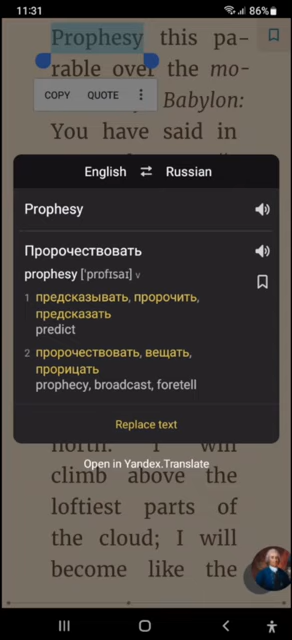 11:31
86%
Prophesy this pa-
rable over the mo-
COPY QUOTE
Babylon:
You have said in
English Russian
Prophesy
Пророчествовать
prophesy ['prɒfɪsaɪ] v
1 предсказывать, пророчить,
предсказать
predict
2 пророчествовать, вещать,
прорицать
prophecy, broadcast, foretell
Replace text
north. I will
Open in Yandex.Translate
climb above the
loftiest parts of
the cloud; I will
become like the